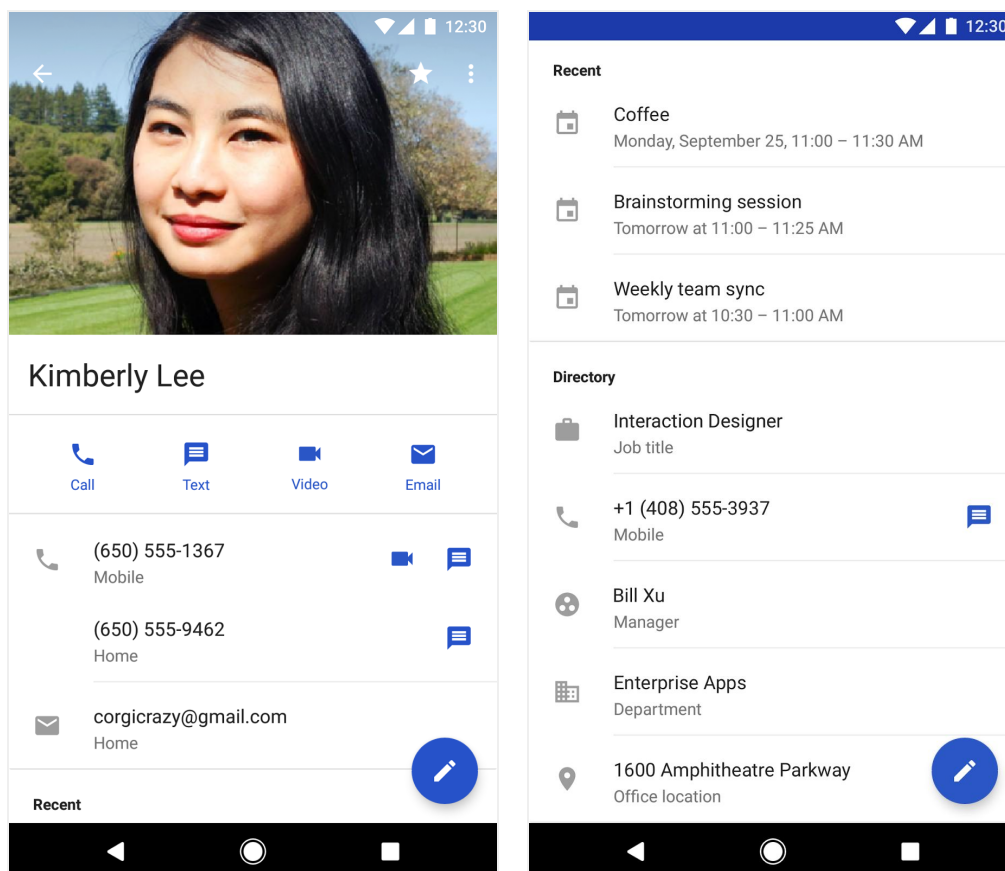 12:30
Kimberly Lee
Call Text Video Email
(650) 555-1367
Mobile
(650) 555-9462
Home
corgicrazy@gmail.com
Home
Recent
12:30
Recent
Coffee
Monday, September 25, 11:00 – 11:30 AM
Brainstorming session
Tomorrow at 11:00 – 11:25 AM
Weekly team sync
Tomorrow at 10:30 – 11:00 AM
Directory
Interaction Designer
Job title
+1 (408) 555-3937
Mobile
Bill Xu
Manager
Enterprise Apps
Department
1600 Amphitheatre Parkway
Office location